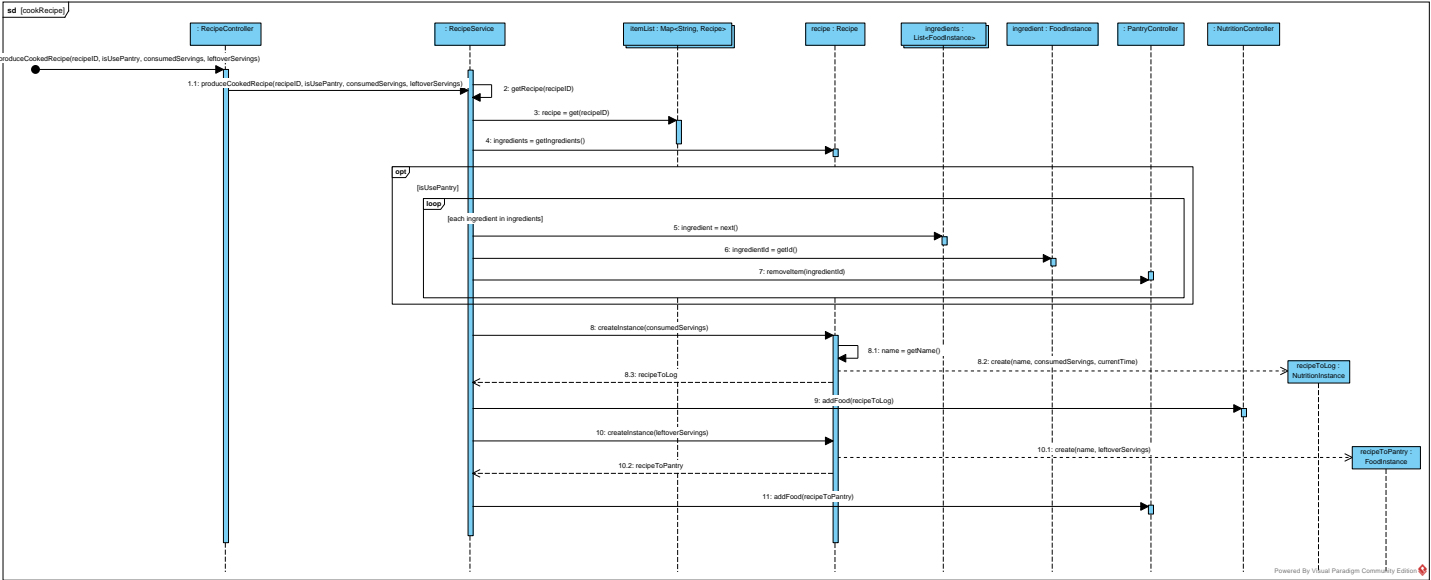 sd [cookRecipe]
: RecipeController
: RecipeService
itemList : Map<String, Recipe>
recipe : Recipe
ingredients :
List<FoodInstance>
ingredient : FoodInstance
: PantryController
: NutritionController
produceCookedRecipe(recipeID, isUsePantry, consumedServings, leftoverServings)
1.1: produceCookedRecipe(recipeID, isUsePantry, consumedServings, leftoverServings)
2: getRecipe(recipeID)
3: recipe = get(recipeID)
4: ingredients = getIngredients()
opt
[isUsePantry]
loop
[each ingredient in ingredients]
5: ingredient = next()
6: ingredientId = getId()
7: removeItem(ingredientId)
8: createInstance(consumedServings)
8.1: name = getName()
8.2: create(name, consumedServings, currentTime)
recipeToLog :
NutritionInstance
8.3: recipeToLog
9: addFood(recipeToLog)
10: createInstance(leftoverServings)
10.1: create(name, leftoverServings)
recipeToPantry :
FoodInstance
10.2: recipeToPantry
11: addFood(recipeToPantry)
Powered By Visual Paradigm Community Edition